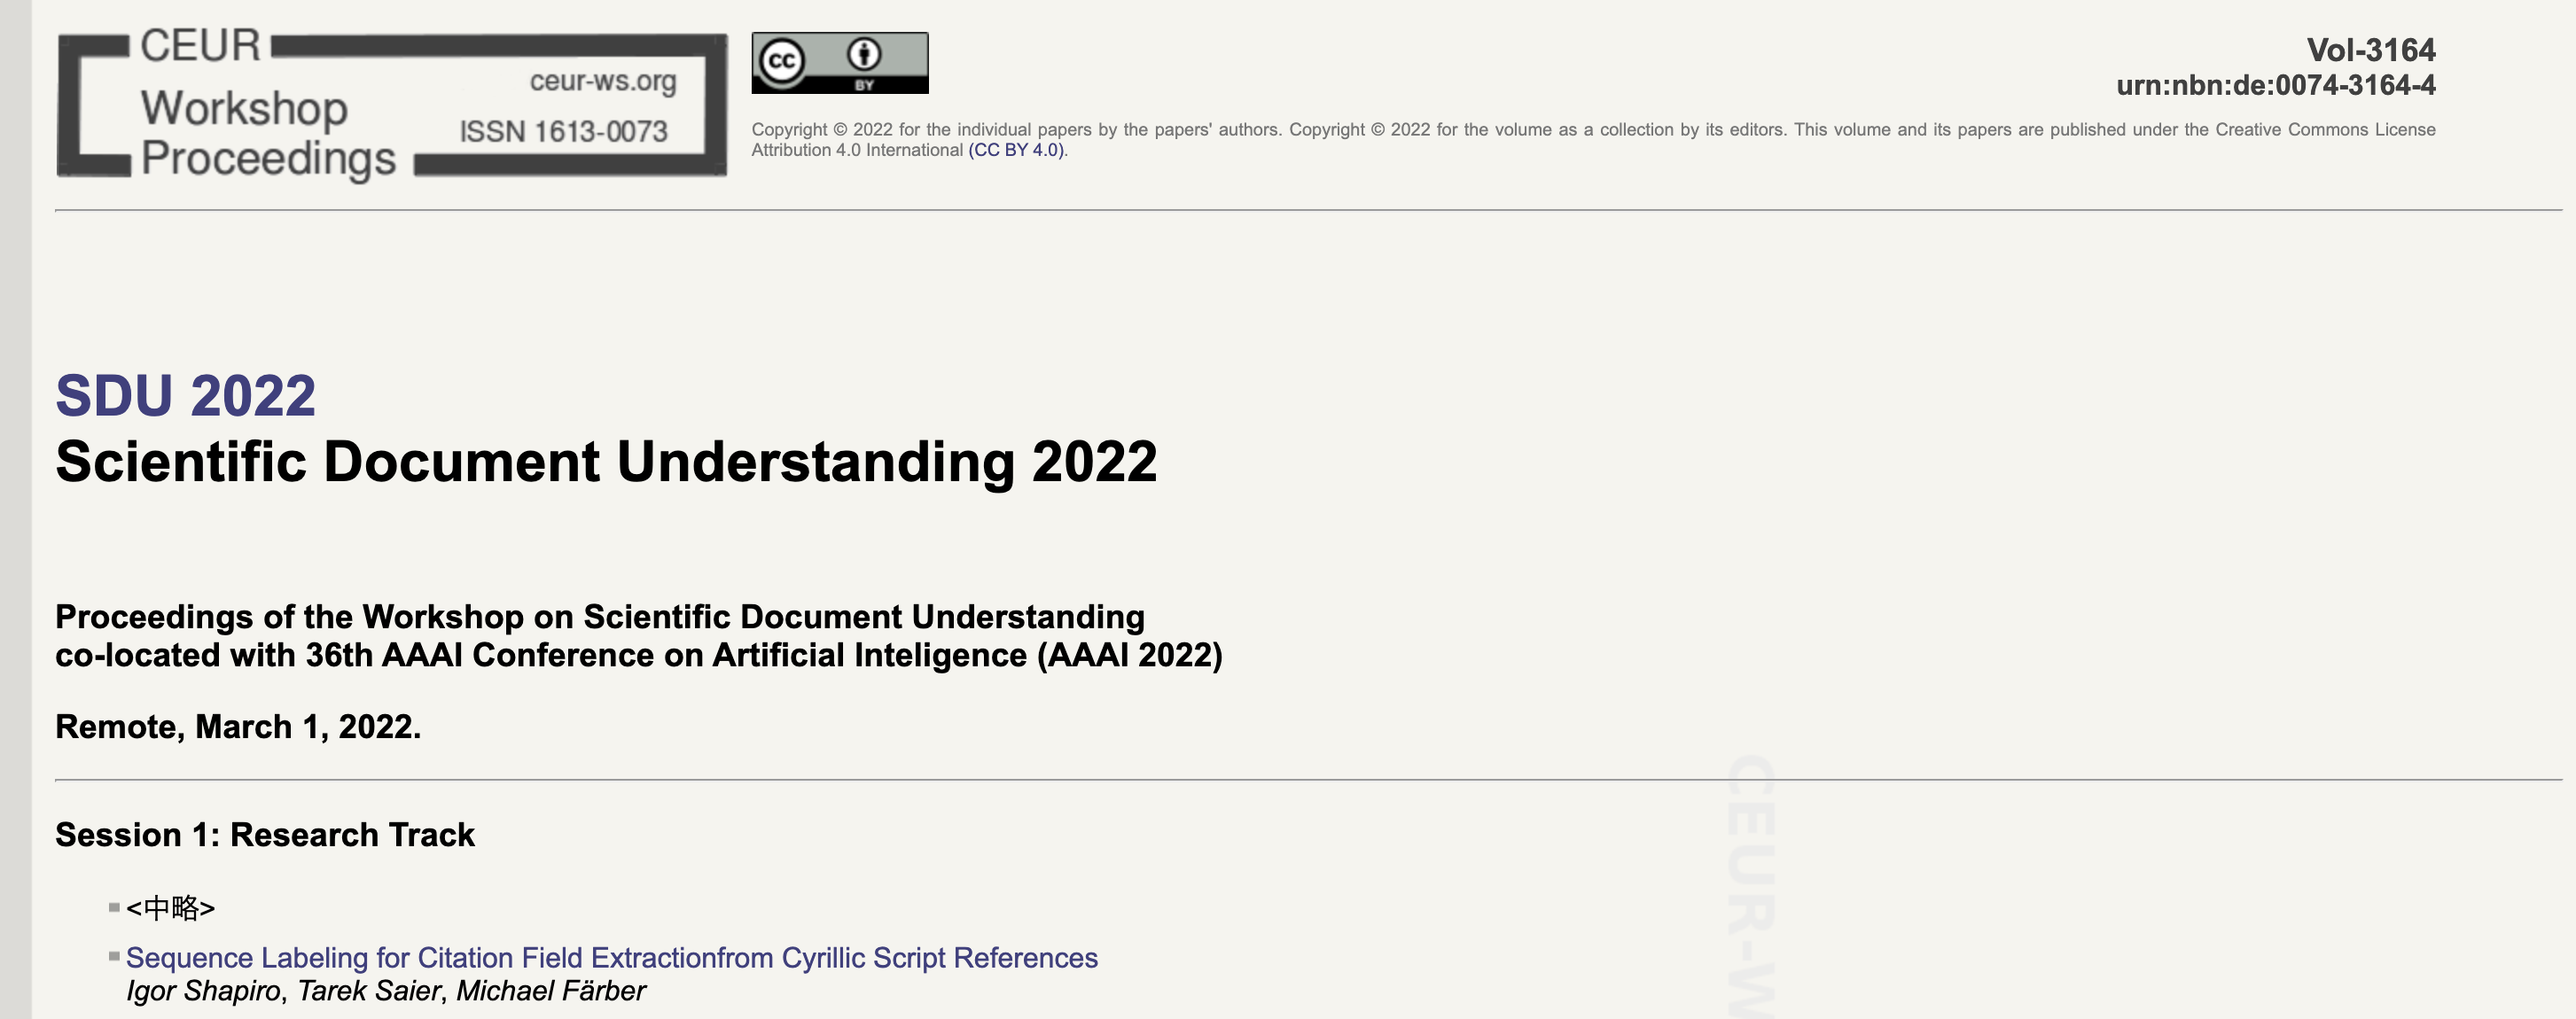 CEUR
Workshop
Proceedings
ceur-ws.org
ISSN 1613-0073
cc
BY
Copyright © 2022 for the individual papers by the papers' authors. Copyright © 2022 for the volume as a collection by its editors. This volume and its papers are published under the Creative Commons License
Attribution 4.0 International (CC BY 4.0).
Vol-3164
urn:nbn:de:0074-3164-4
SDU 2022
Scientific Document Understanding 2022
Proceedings of the Workshop on Scientific Document Understanding
co-located with 36th AAAI Conference on Artificial Inteligence (AAAI 2022)
Remote, March 1, 2022.
Session 1: Research Track
<中略>
Sequence Labeling for Citation Field Extractionfrom Cyrillic Script References
Igor Shapiro, Tarek Saier, Michael Färber
CEUR-W